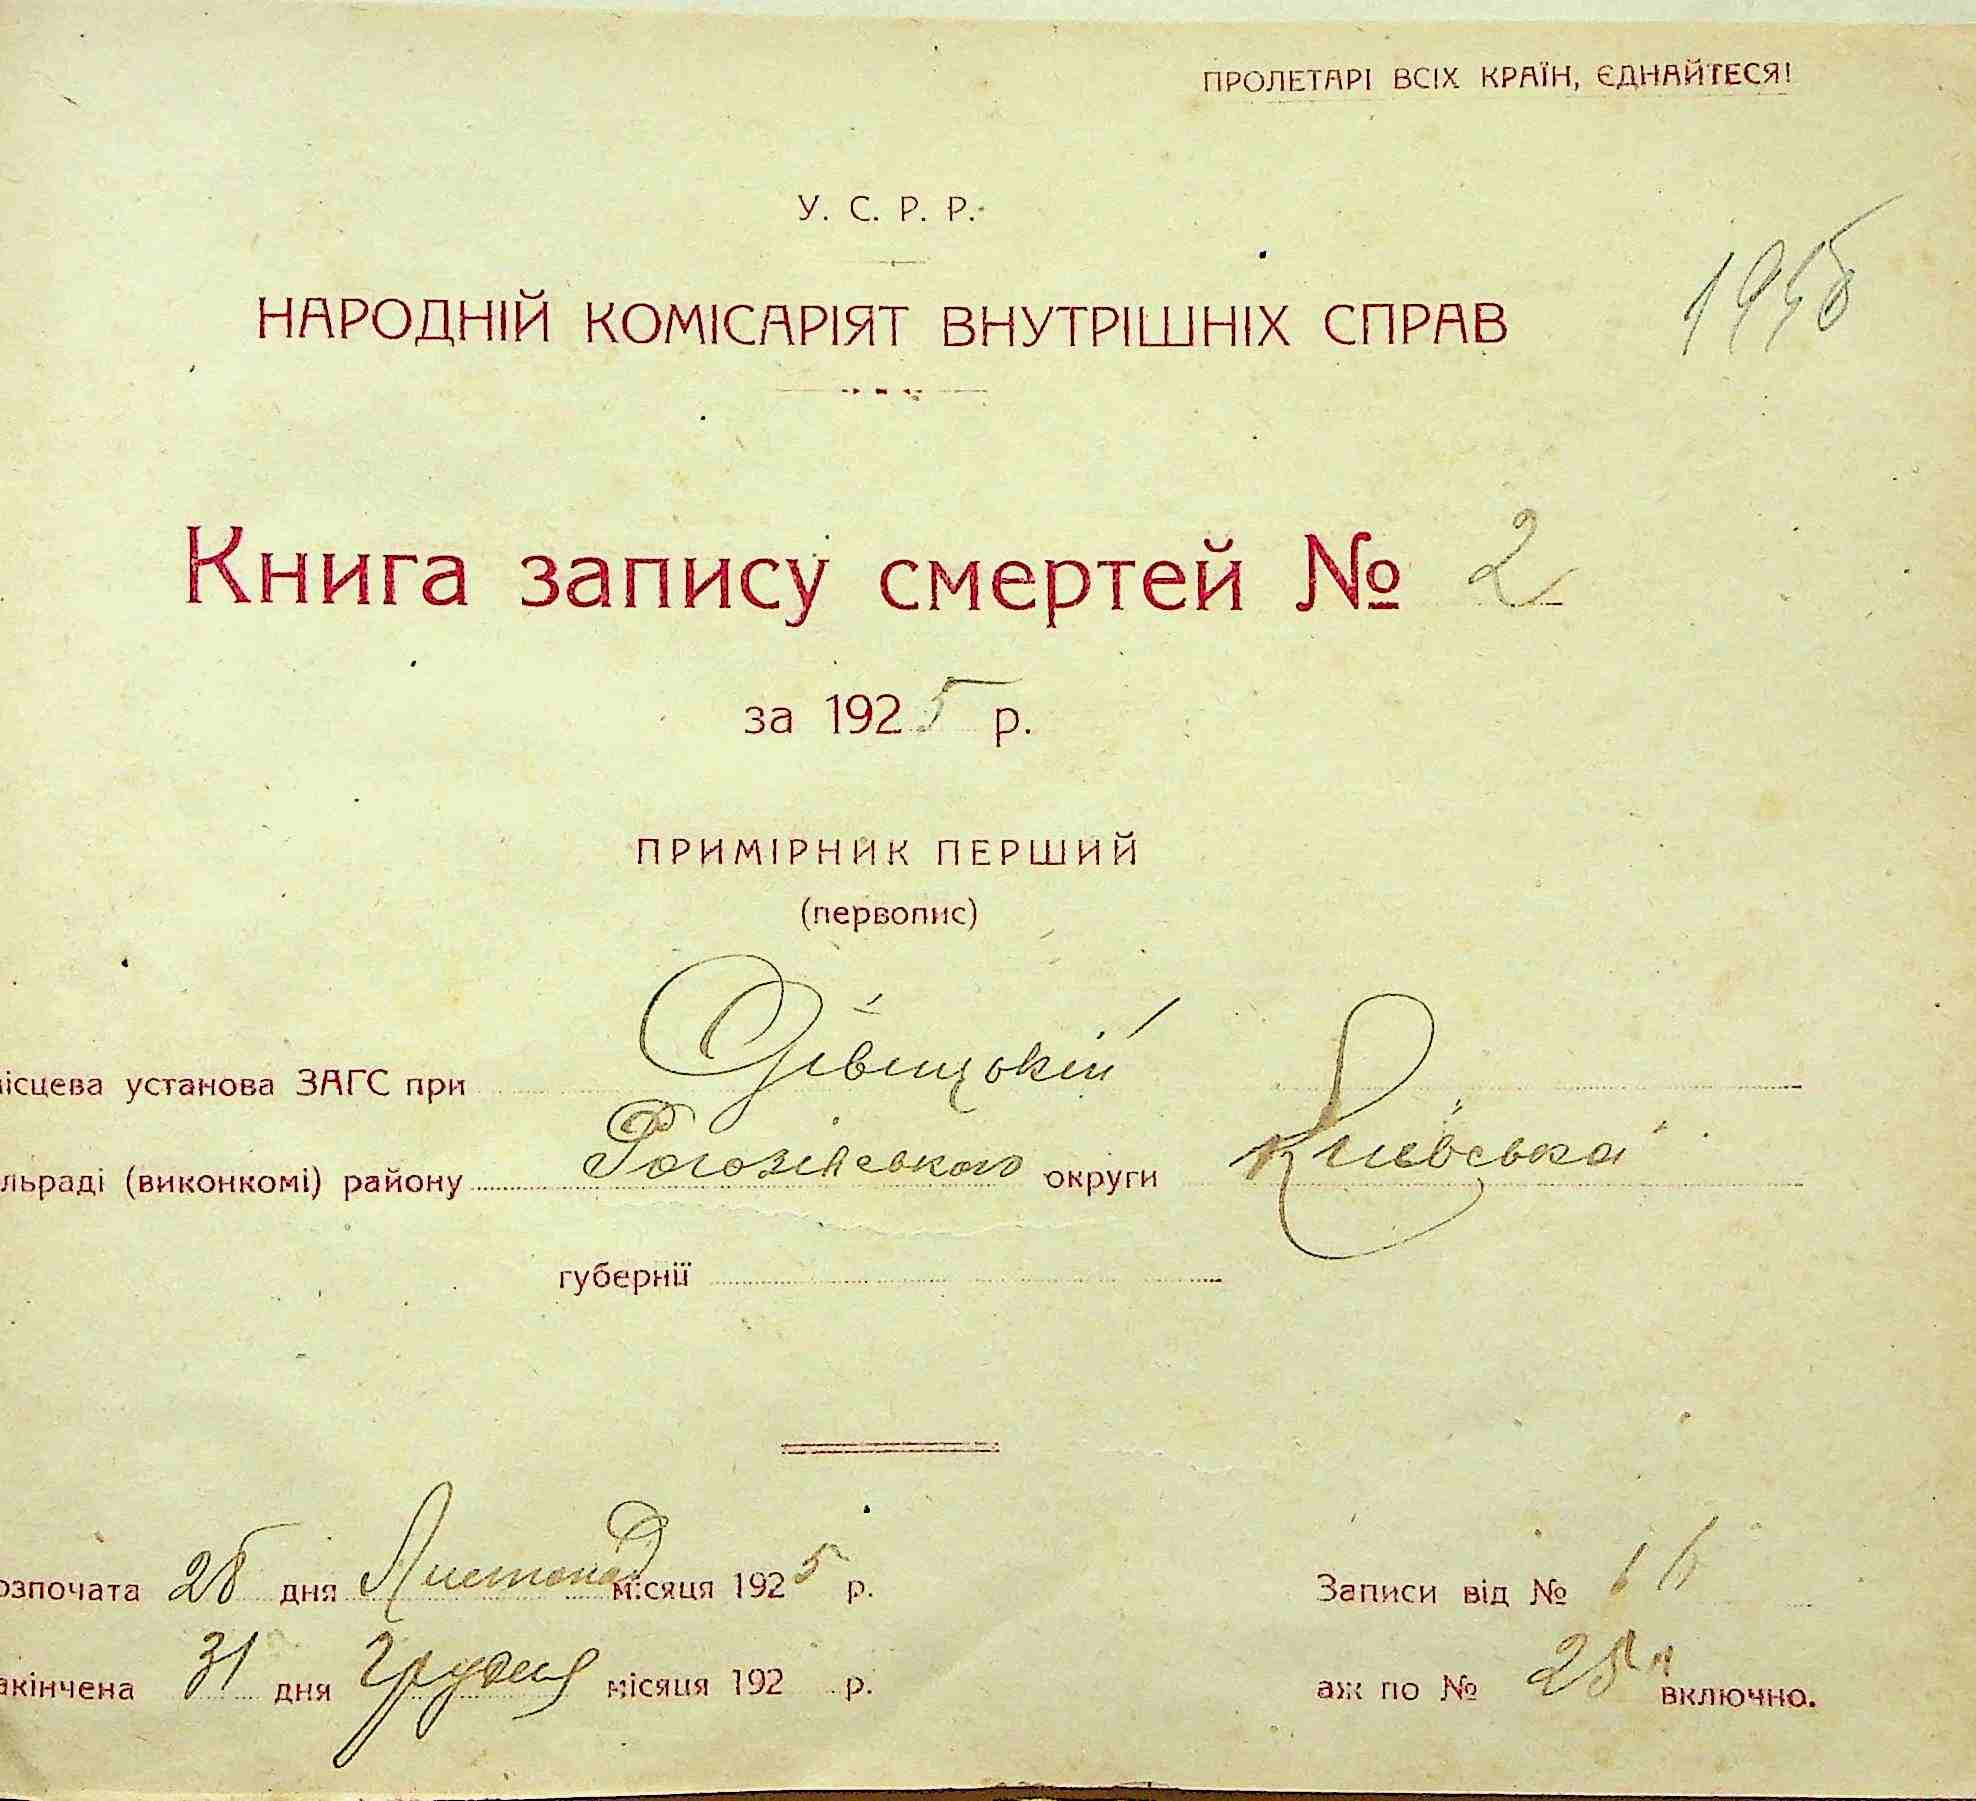 ПРОЛЕТАРІ ВСІХ КРАЇН, ЄДНАЙТЕСЯ!
У. С. Р. Р.
НАРОДНІЙ КОМІСАРІЯТ ВНУТРІШНІХ СПРАВ
Книга запису смертей № 2
за 1925 р.
ПРИМІРНИК ПЕРШИЙ
(первопис)
ісцева установа ЗАГС при
льраді (виконкомі) району Рогозівського округи Київська
губернії
озпочата дня Листопад місяця 1925 р. Записи від №
акінчена 31 дня Грудня місяця 192 р. аж по № включно.